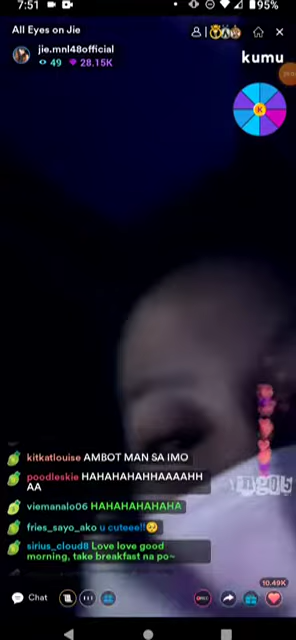 7:51
95%
All Eyes on Jie
jie.mnl48official
49 28.15K
kumu
kitkatlouise AMBOT MAN SA IMO
poodleskie HAHAHAHAHHAAAAHH
AA
viemanalo06 HAHAHAHAHAHA
fries_sayo_ako u cuteee!!🥺
sirius_cloud8 Love love good
morning, take breakfast na po~
10.49K
Chat